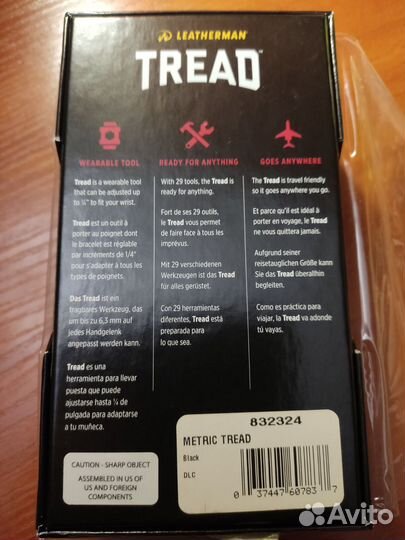 LEATHERMAN
TREAD™
WEARABLE TOOL
Tread is a wearable tool
that can be adjusted up
to ¼" to fit your wrist.
Tread est un outil à
porter au poignet dont
le bracelet est réglable
par incréments de 1/4"
pour s'adapter à tous les
types de poignets.
Das Tread ist ein
tragbares Werkzeug, das
um bis zu 6,3 mm auf
jedes Handgelenk
angepasst werden kann.
Tread es una
herramienta para llevar
puesta que puede
ajustarse hasta ¼ de
pulgada para adaptarse
a tu muñeca.
READY FOR ANYTHING
With 29 tools, the Tread is
ready for anything.
Fort de ses 29 outils,
le Tread vous permet
de faire face à tous les
imprévus.
Mit 29 verschiedenen
Werkzeugen ist das Tread
für alles gerüstet.
Con 29 herramientas
diferentes, Tread está
preparada para
lo que sea.
GOES ANYWHERE
The Tread is travel friendly
so it goes anywhere you go.
Et parce qu'il est idéal à
porter en voyage, le Tread
ne vous quittera jamais.
Aufgrund seiner
reisetauglichen Größe kann
Sie das Tread überallhin
begleiten.
Como es práctica para
viajar, la Tread va adonde
tú vayas.
CAUTION - SHARP OBJECT
ASSEMBLED IN US OF
US AND FOREIGN
COMPONENTS
832324
METRIC TREAD
Black
DLC
0 37447 60783 7
Avito